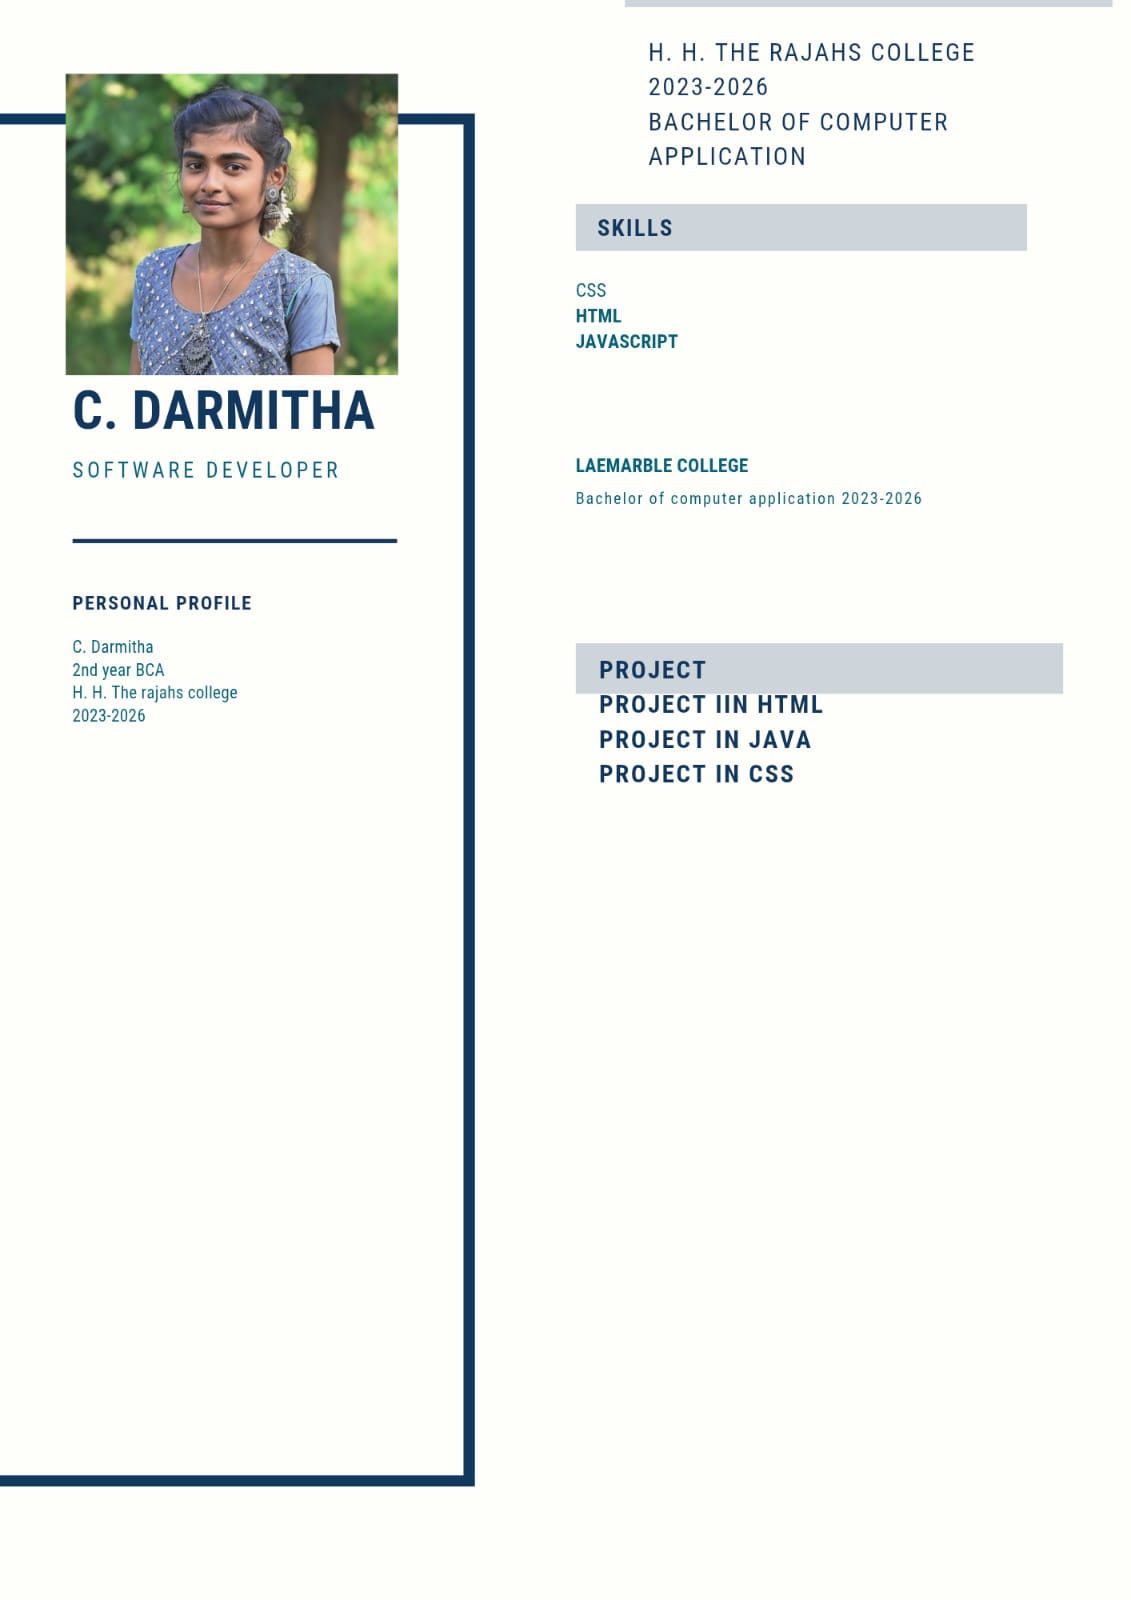 C. DARMITHA
SOFTWARE DEVELOPER
PERSONAL PROFILE
C. Darmitha
2nd year BCA
H. H. The rajahs college
2023-2026
H. H. THE RAJAHS COLLEGE
2023-2026
BACHELOR OF COMPUTER
APPLICATION
SKILLS
CSS
HTML
JAVASCRIPT
LAEMARBLE COLLEGE
Bachelor of computer application 2023-2026
PROJECT
PROJECT IIN HTML
PROJECT IN JAVA
PROJECT IN CSS